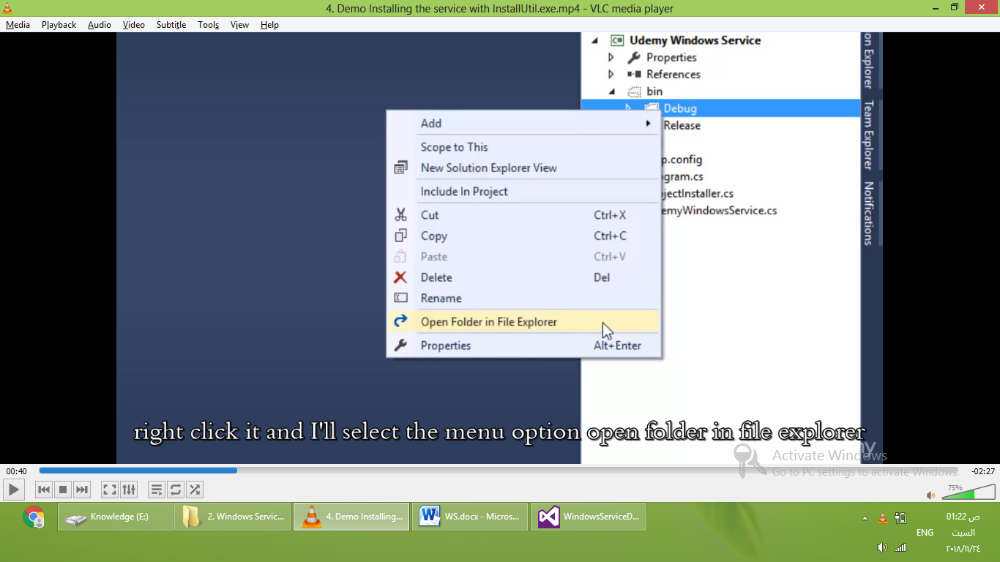 4. Demo Installing the service with InstallUtil.exe.mp4 - VLC media player
Media Playback Audio Video Subtitle Tools View Help
Udemy Windows Service
Properties
References
bin
Debug
Release
p.config
gram.cs
jectInstaller.cs
emyWindowsService.cs
on Explorer
Team Explorer
Notifications
Add
Scope to This
New Solution Explorer View
Include In Project
Cut Ctrl+X
Copy Ctrl+C
Paste Ctrl+V
Delete Del
Rename
Open Folder in File Explorer
Properties Alt+Enter
right click it and I'll select the menu option open folder in file explorer
Activate Windows
Go to PC settings to activate Windows.
00:40 -02:27
75%
Knowledge (E:) 2. Windows Servic... 4. Demo Installing... WS.docx - Micros... WindowsServiceD...
ENG
01:22 ص
السبت
٢٠١٨/١١/٢٤